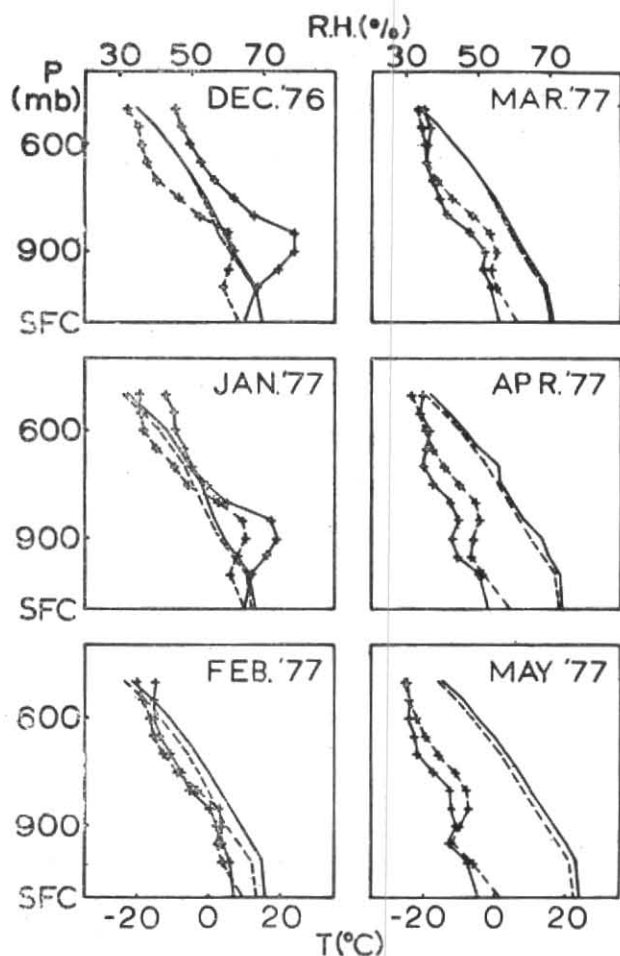 R.H.(%)
30 50 70 30 50 70
P
(mb)
DEC.'76 MAR.'77
600
900
SFC
JAN.'77 APR.'77
600
900
SFC
FEB.'77 MAY '77
600
900
SFC
-20 0 20 -20 0 20
T(°C)